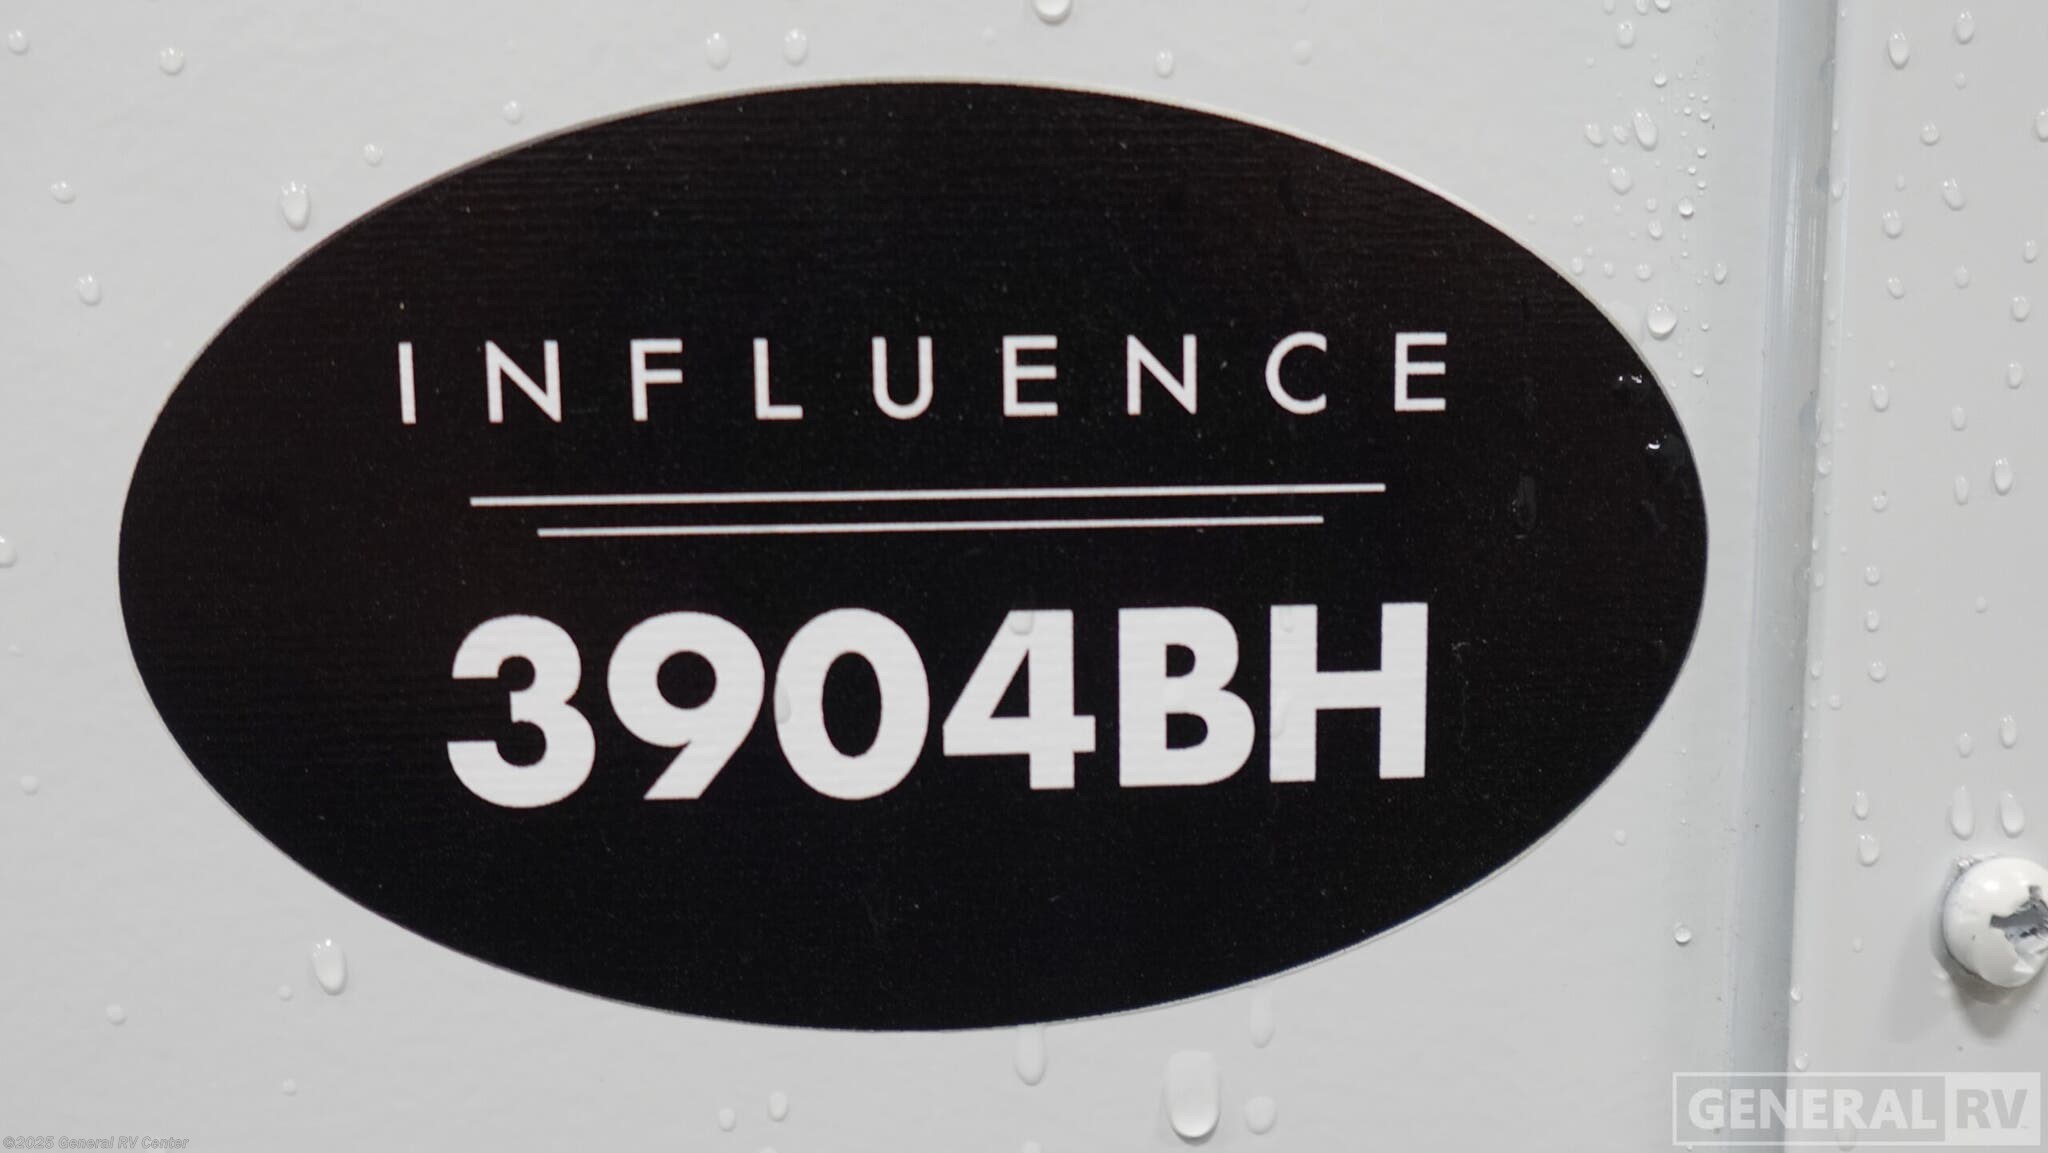 INFLUENCE
3904BH
GENERAL RV
©2025 General RV Center